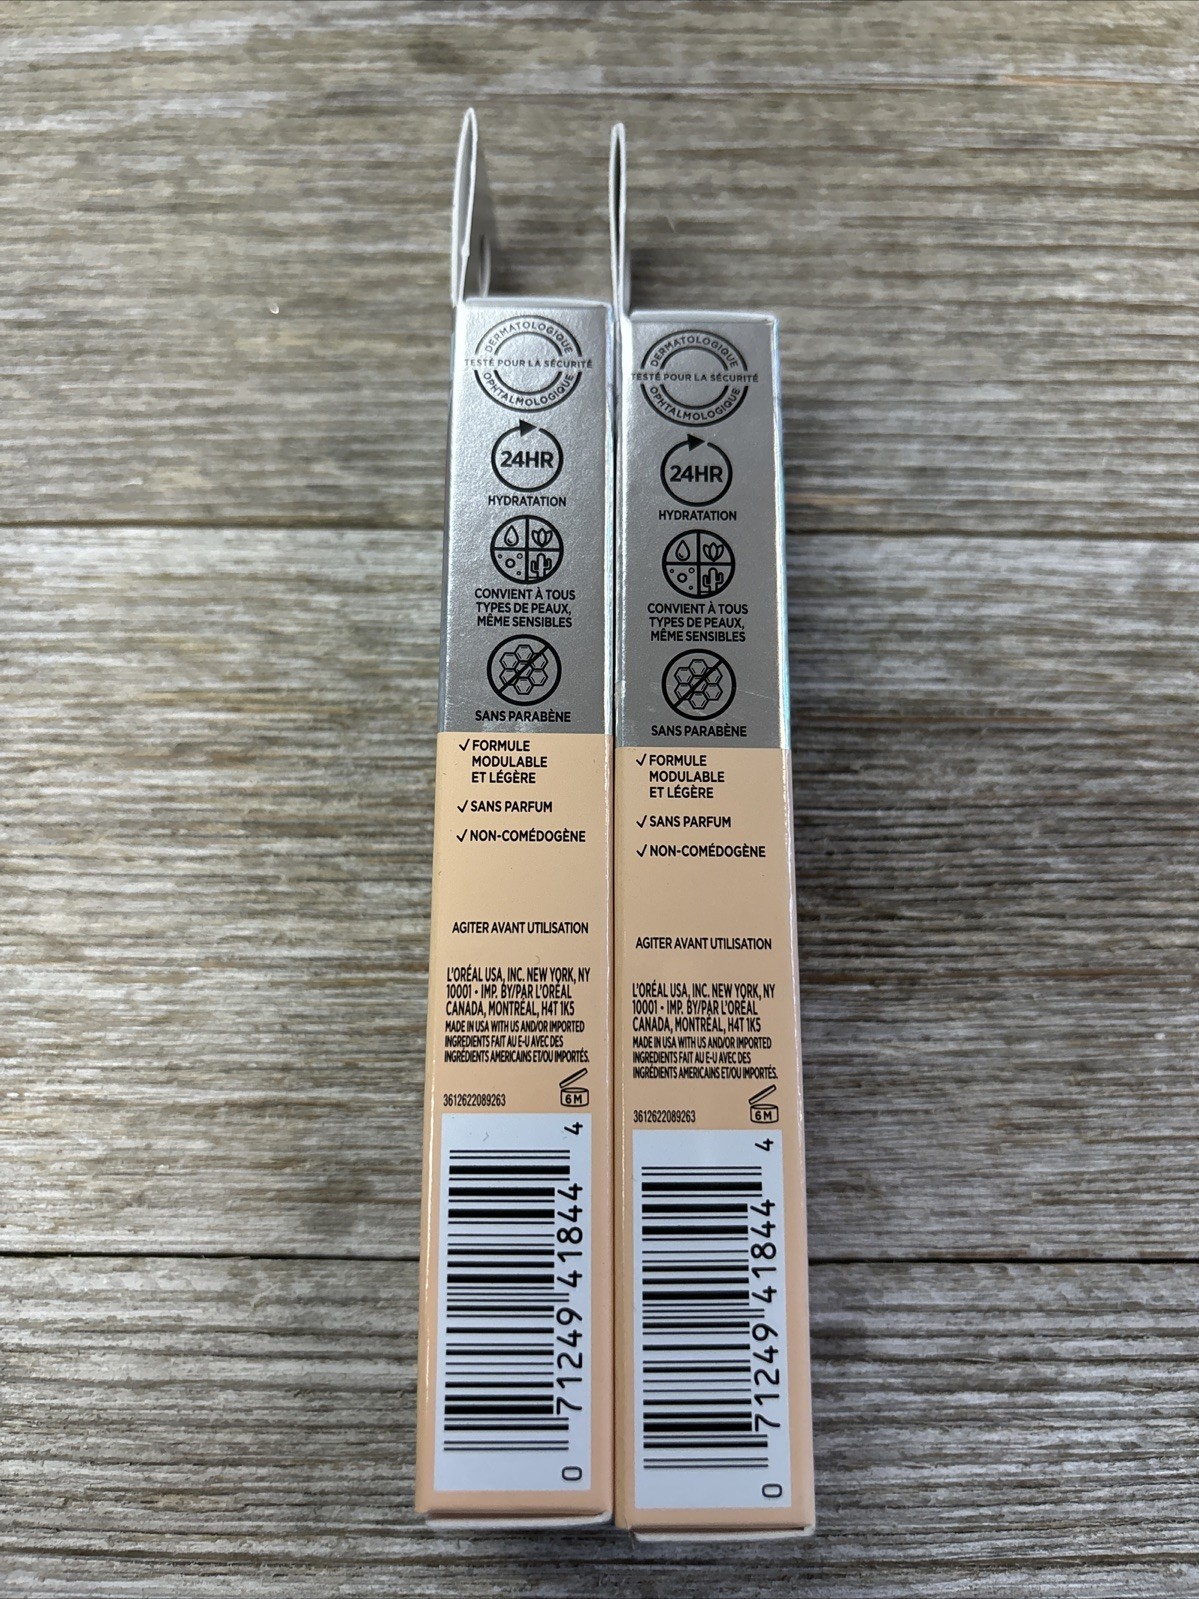 DERMATOLOGIQUE
TESTÉ POUR LA SÉCURITÉ
OPHTALMOLOGIQUE
24HR
HYDRATATION
CONVIENT À TOUS
TYPES DE PEAUX,
MÊME SENSIBLES
SANS PARABÈNE
✓ FORMULE
MODULABLE
ET LÉGÈRE
✓ SANS PARFUM
✓ NON-COMÉDOGÈNE
AGITER AVANT UTILISATION
L'ORÉAL USA, INC. NEW YORK, NY
10001 • IMP. BY/PAR L'ORÉAL
CANADA, MONTRÉAL, H4T 1K5
MADE IN USA WITH US AND/OR IMPORTED
INGREDIENTS FAIT AU E-U AVEC DES
INGRÉDIENTS AMERICAINS ET/OU IMPORTÉS.
3612622089263
6 M
0 71249 41844 4
DERMATOLOGIQUE
TESTÉ POUR LA SÉCURITÉ
OPHTALMOLOGIQUE
24HR
HYDRATATION
CONVIENT À TOUS
TYPES DE PEAUX,
MÊME SENSIBLES
SANS PARABÈNE
✓ FORMULE
MODULABLE
ET LÉGÈRE
✓ SANS PARFUM
✓ NON-COMÉDOGÈNE
AGITER AVANT UTILISATION
L'ORÉAL USA, INC. NEW YORK, NY
10001 • IMP. BY/PAR L'ORÉAL
CANADA, MONTRÉAL, H4T 1K5
MADE IN USA WITH US AND/OR IMPORTED
INGREDIENTS FAIT AU E-U AVEC DES
INGRÉDIENTS AMERICAINS ET/OU IMPORTÉS.
3612622089263
6 M
0 71249 41844 4